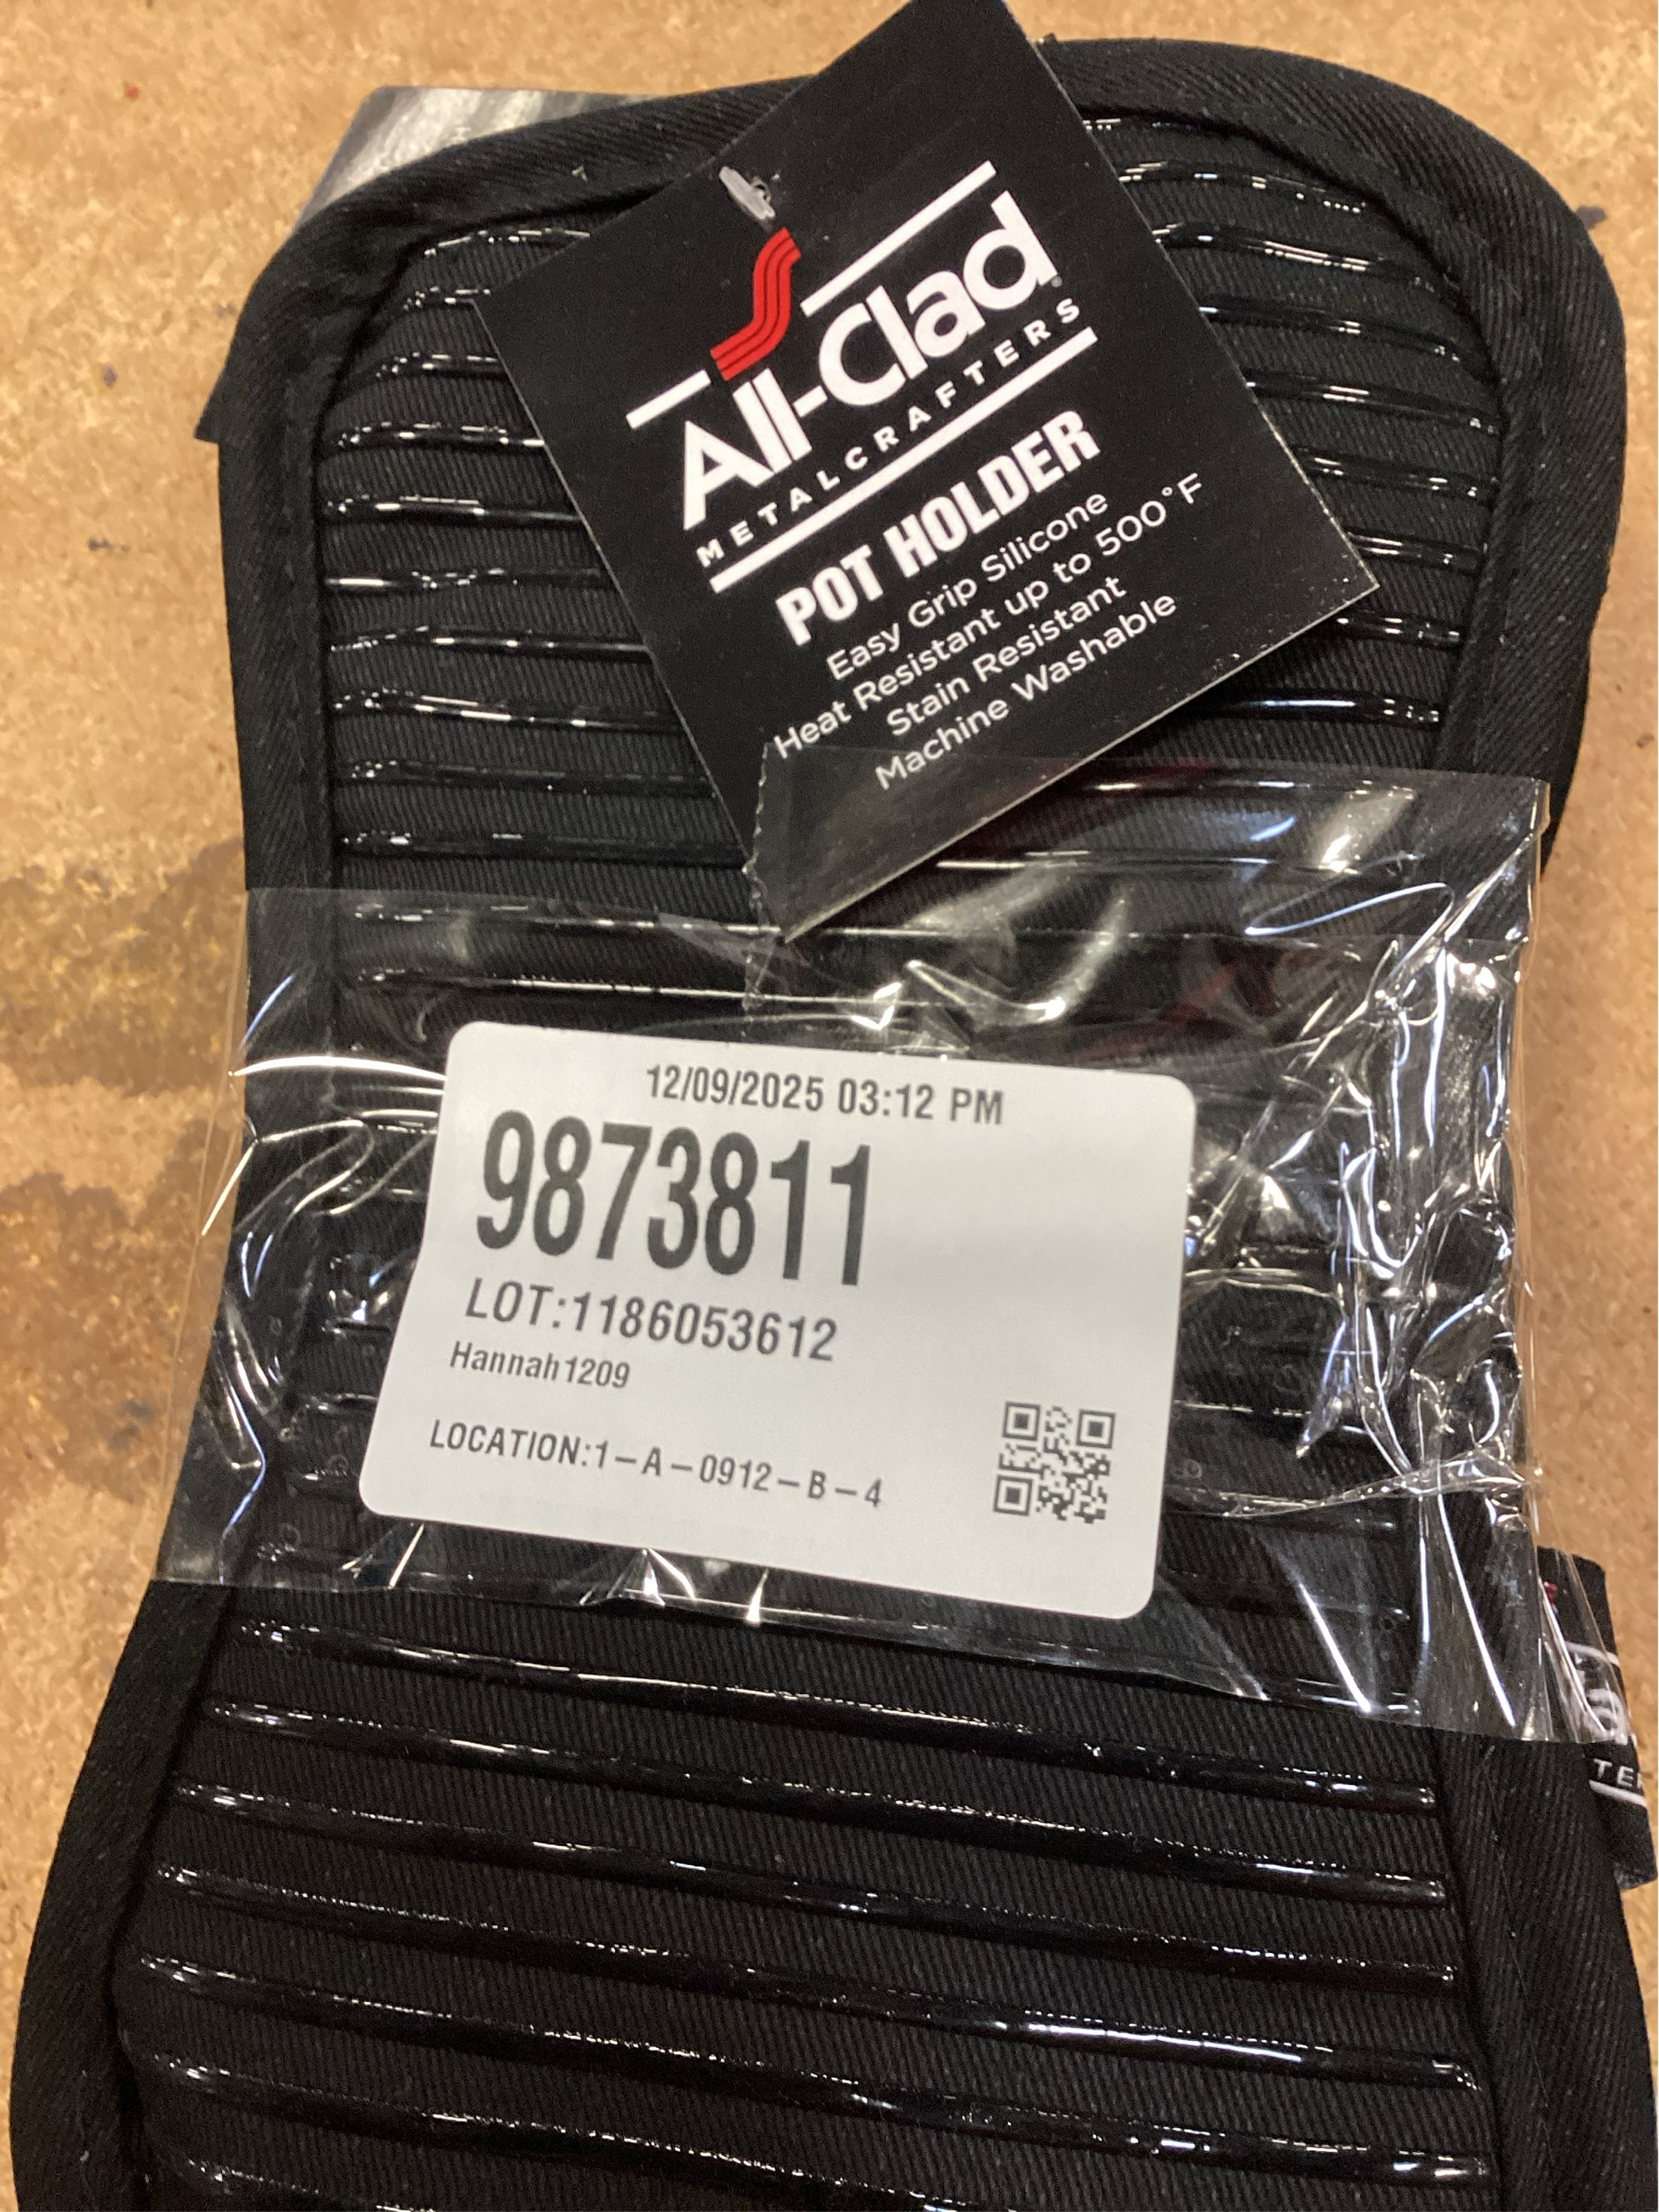 All-Clad
METALCRAFTERS
POT HOLDER
Easy Grip Silicone
Heat Resistant up to 500°F
Stain Resistant
Machine Washable
12/09/2025 03:12 PM
9873811
LOT:1186053612
Hannah1209
LOCATION:1-A-0912-B-4